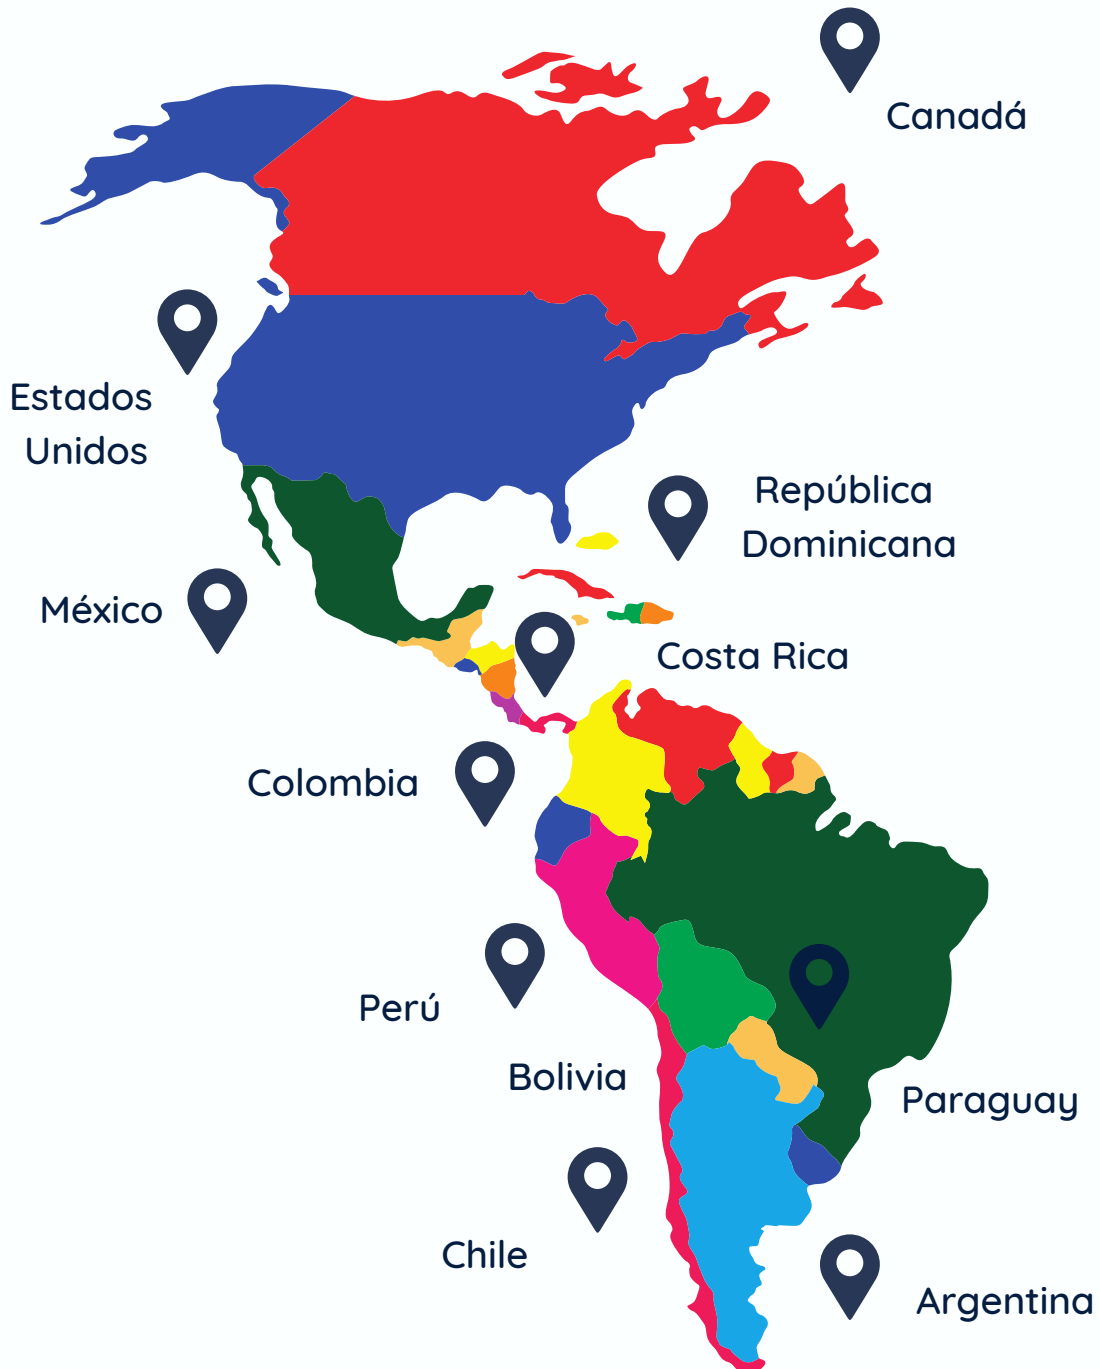 Canadá
Estados
Unidos
República
Dominicana
México
Costa Rica
Colombia
Perú
Bolivia
Paraguay
Chile
Argentina